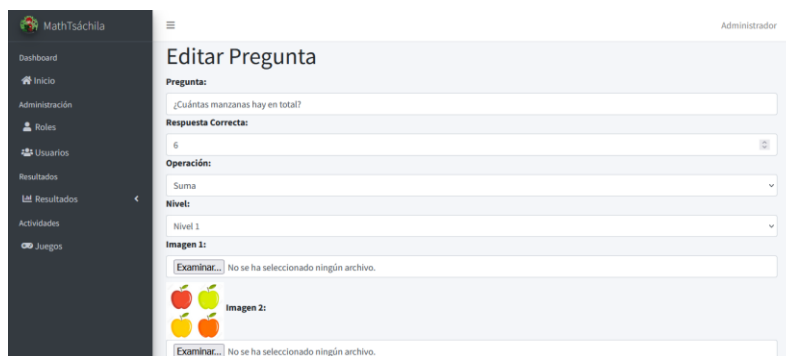 MathTsáchila
Administrador
Dashboard
Inicio
Administración
Roles
Usuarios
Resultados
Resultados
Actividades
Juegos
Editar Pregunta
Pregunta:
¿Cuántas manzanas hay en total?
Respuesta Correcta:
6
Operación:
Suma
Nivel:
Nivel 1
Imagen 1:
Examinar... No se ha seleccionado ningún archivo.
Imagen 2:
Examinar... No se ha seleccionado ningún archivo.